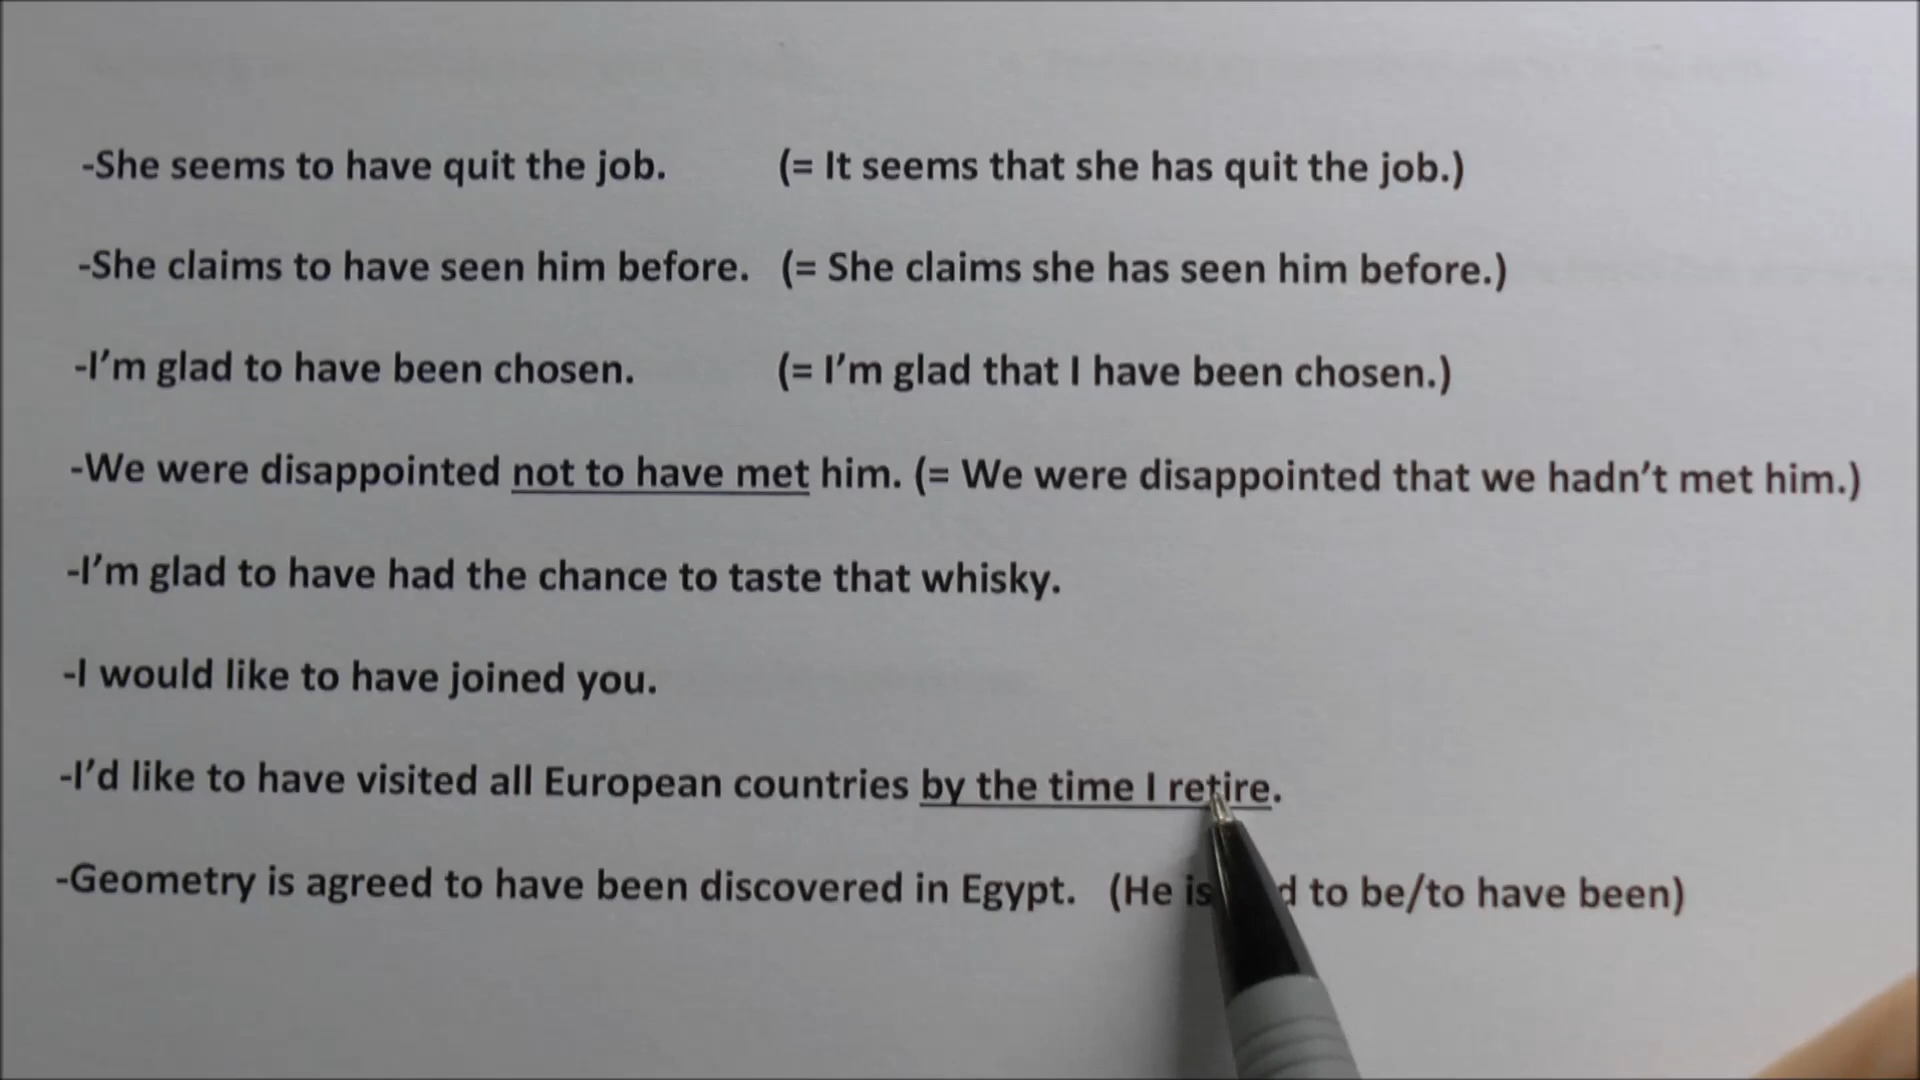 -She seems to have quit the job. (= It seems that she has quit the job.)
-She claims to have seen him before. (= She claims she has seen him before.)
-I'm glad to have been chosen. (= I'm glad that I have been chosen.)
-We were disappointed not to have met him. (= We were disappointed that we hadn't met him.)
-I'm glad to have had the chance to taste that whisky.
-I would like to have joined you.
-I'd like to have visited all European countries by the time I retire.
-Geometry is agreed to have been discovered in Egypt. (He is to be/to have been)